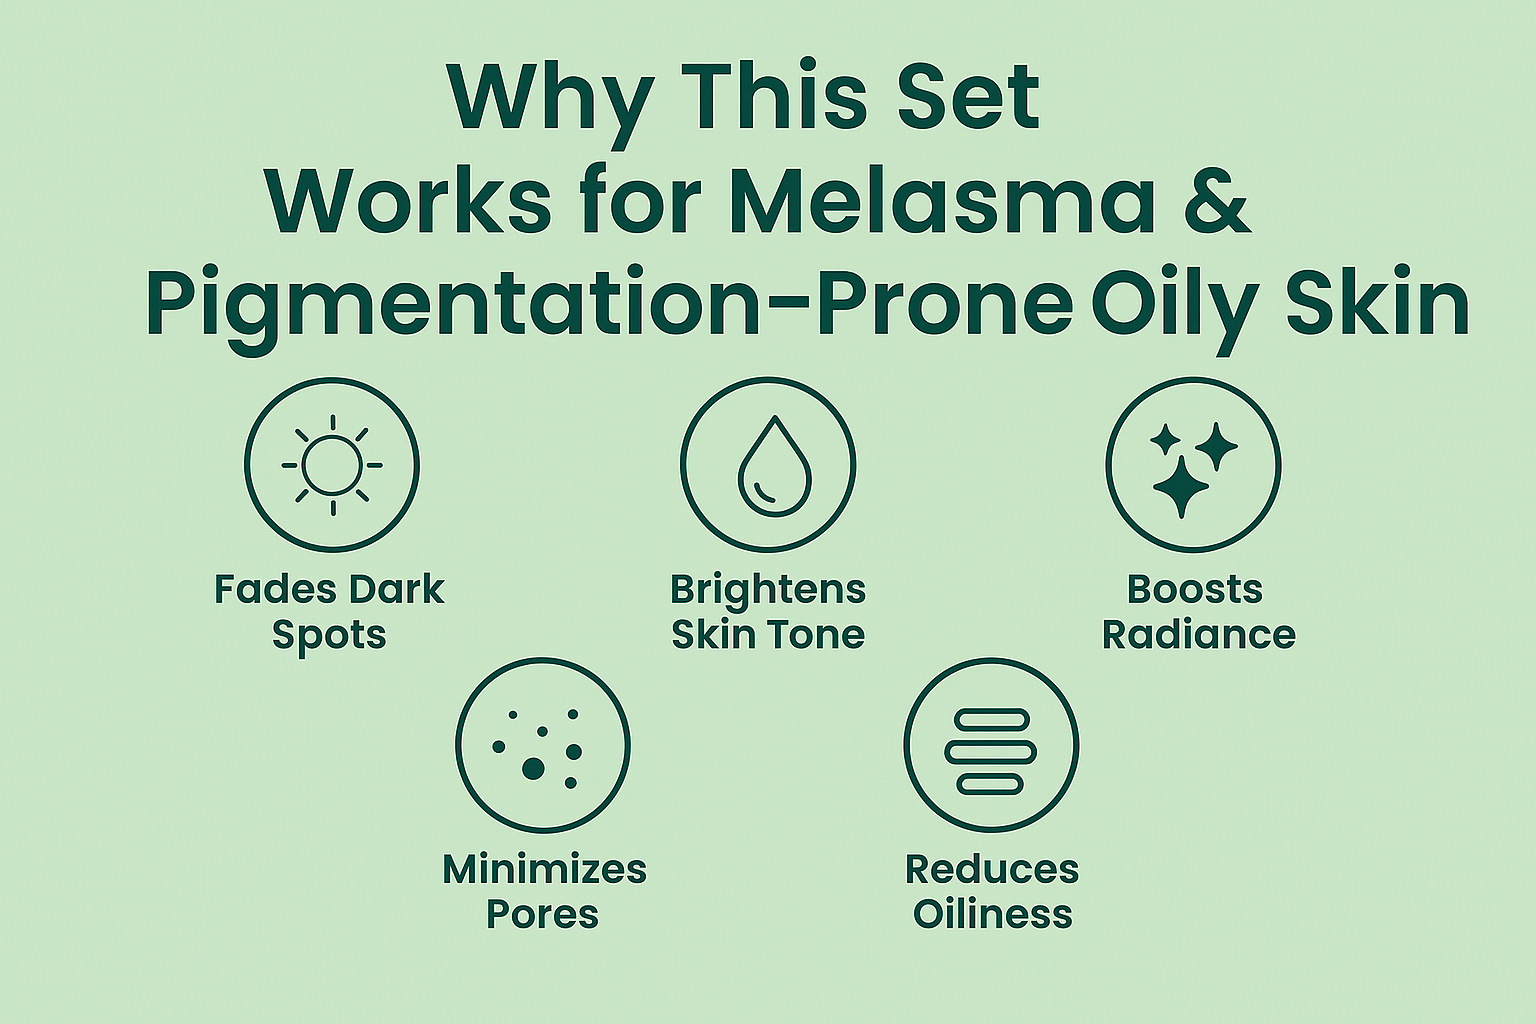 Why This Set
Works for Melasma &
Pigmentation-Prone Oily Skin
Fades Dark
Spots
Brightens
Skin Tone
Boosts
Radiance
Minimizes
Pores
Reduces
Oiliness